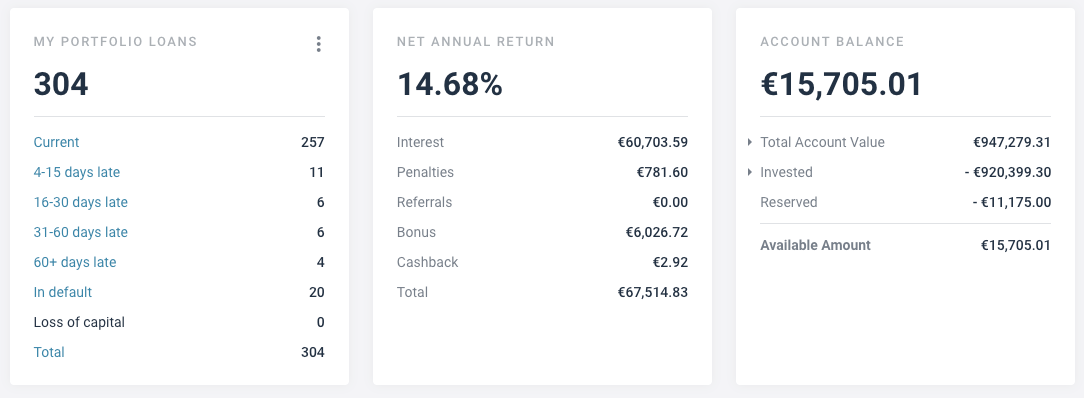 MY PORTFOLIO LOANS
304
Current 257
4-15 days late 11
16-30 days late 6
31-60 days late 6
60+ days late 4
In default 20
Loss of capital 0
Total 304
NET ANNUAL RETURN
14.68%
Interest €60,703.59
Penalties €781.60
Referrals €0.00
Bonus €6,026.72
Cashback €2.92
Total €67,514.83
ACCOUNT BALANCE
€15,705.01
Total Account Value €947,279.31
Invested - €920,399.30
Reserved - €11,175.00
Available Amount €15,705.01